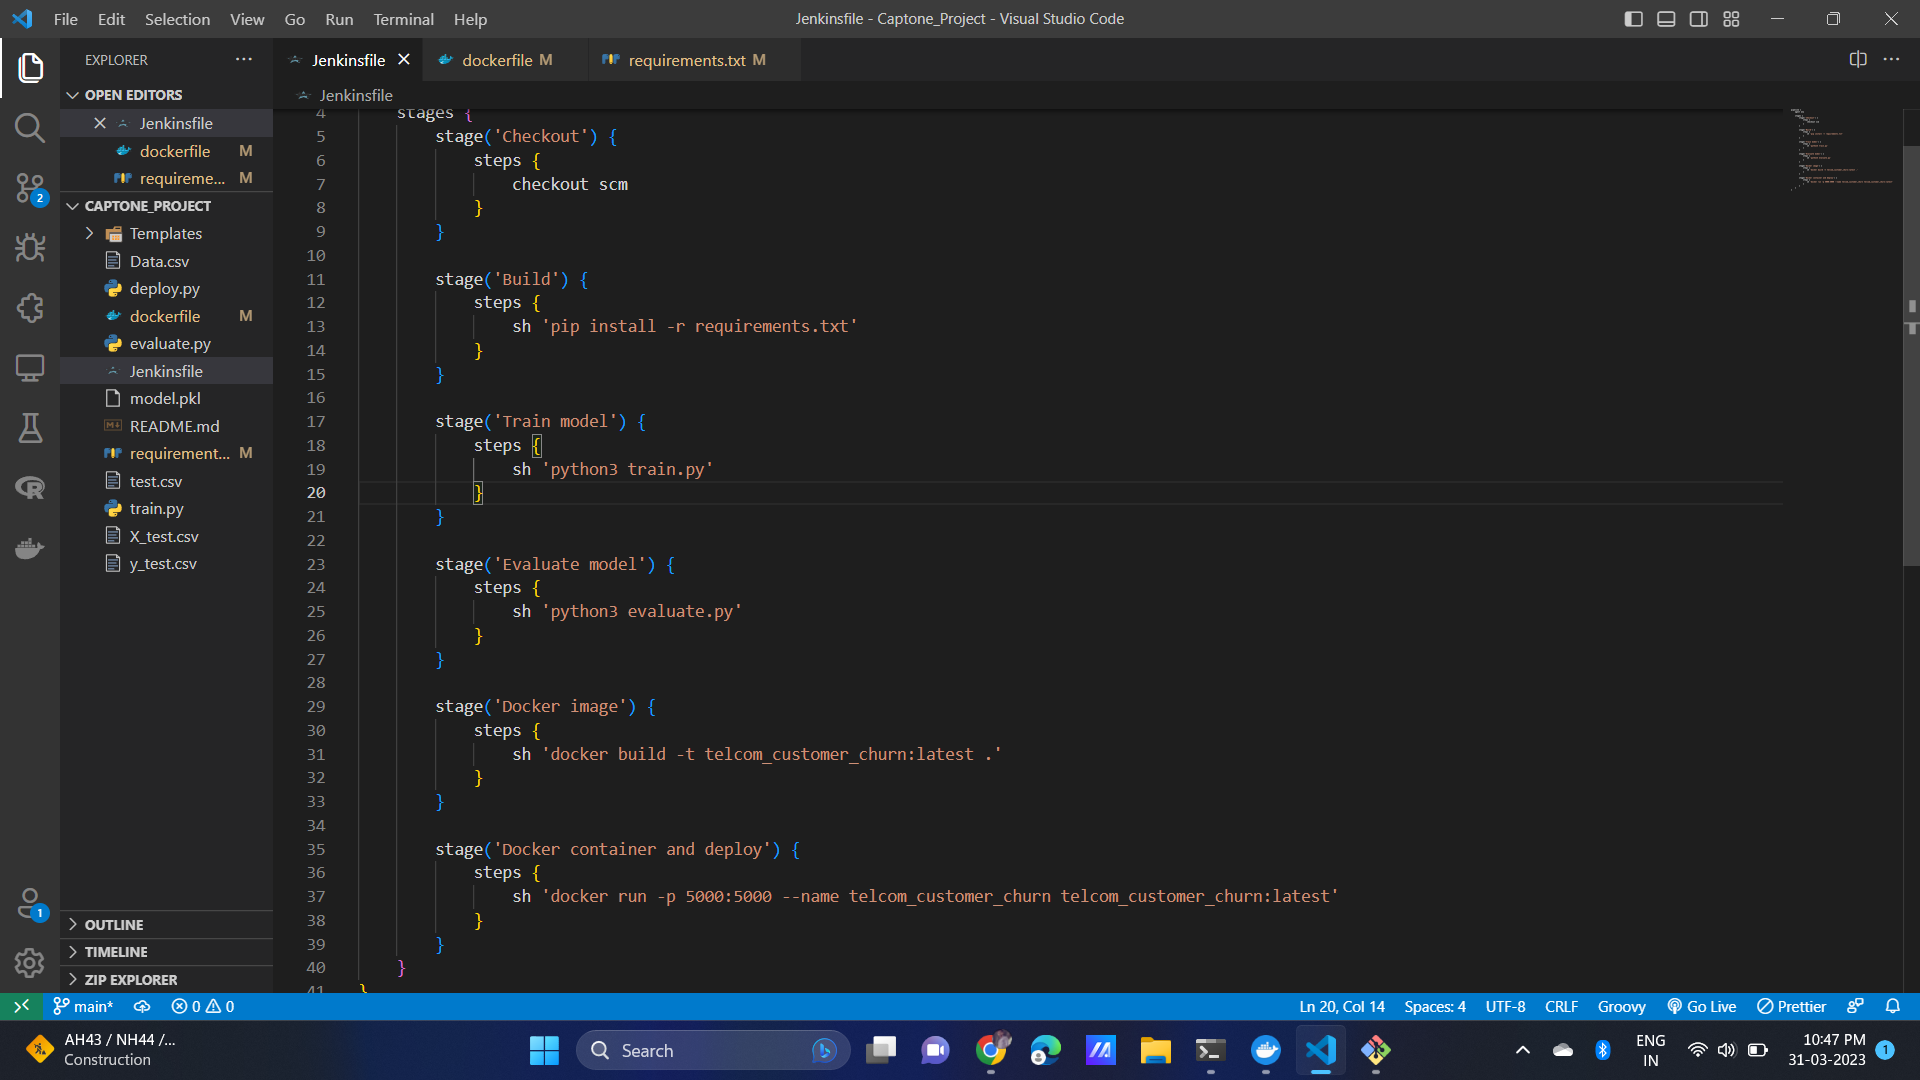 File Edit Selection View Go Run Terminal Help
Jenkinsfile - Captone_Project - Visual Studio Code
EXPLORER
Jenkinsfile
dockerfile M
requirements.txt M
OPEN EDITORS
Jenkinsfile
dockerfile M
requireme... M
CAPTONE_PROJECT
Templates
Data.csv
deploy.py
dockerfile M
evaluate.py
Jenkinsfile
model.pkl
README.md
requirement... M
test.csv
train.py
X_test.csv
y_test.csv
OUTLINE
TIMELINE
ZIP EXPLORER
2
1
Jenkinsfile
4 stages {
5 stage('Checkout') {
6 steps {
7 checkout scm
8 }
9 }
10
11 stage('Build') {
12 steps {
13 sh 'pip install -r requirements.txt'
14 }
15 }
16
17 stage('Train model') {
18 steps {
19 sh 'python3 train.py'
20 }
21 }
22
23 stage('Evaluate model') {
24 steps {
25 sh 'python3 evaluate.py'
26 }
27 }
28
29 stage('Docker image') {
30 steps {
31 sh 'docker build -t telcom_customer_churn:latest .'
32 }
33 }
34
35 stage('Docker container and deploy') {
36 steps {
37 sh 'docker run -p 5000:5000 --name telcom_customer_churn telcom_customer_churn:latest'
38 }
39 }
40 }
41 }
main* 0 0
Ln 20, Col 14 Spaces: 4 UTF-8 CRLF Groovy Go Live Prettier
AH43 / NH44 /...
Construction
Search
ENG
IN
10:47 PM
31-03-2023
1